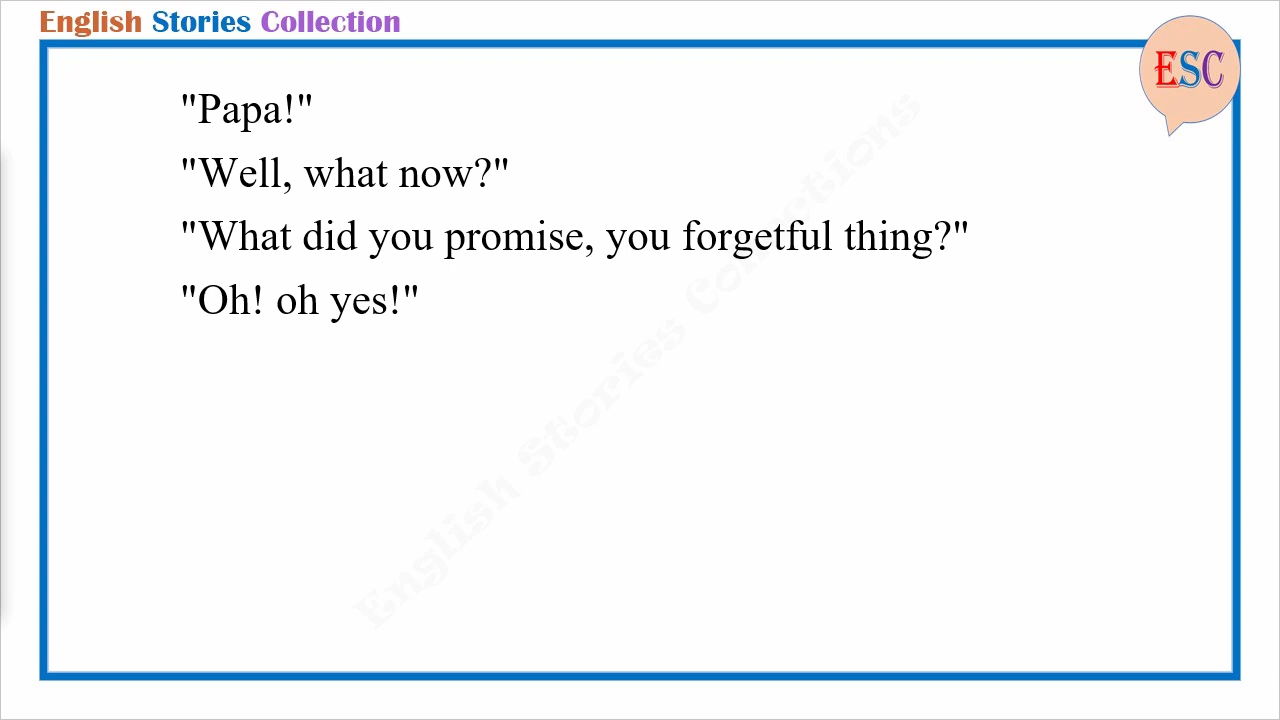 English Stories Collection
ESC
"Papa!"
"Well, what now?"
"What did you promise, you forgetful thing?"
"Oh! oh yes!"
English Stories Connections